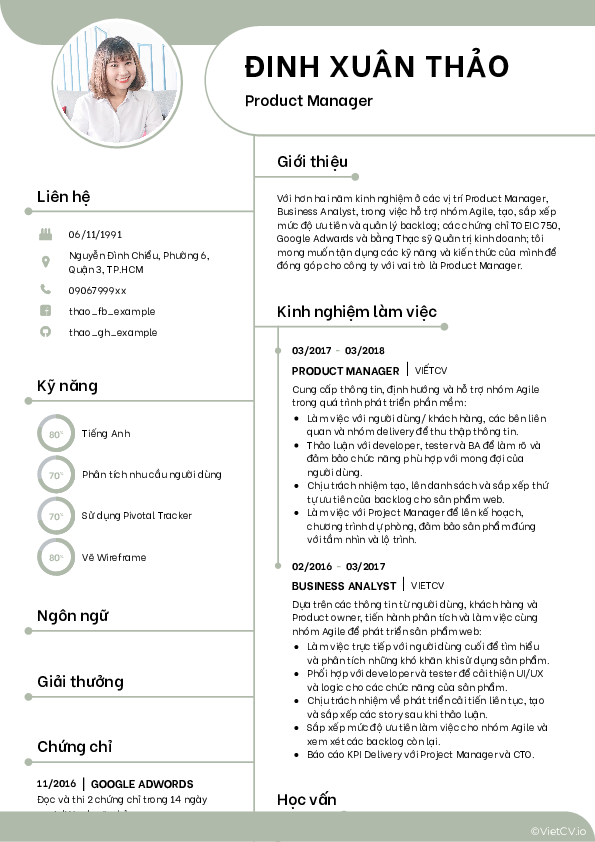 ĐINH XUÂN THẢO
Product Manager
Liên hệ
06/11/1991
Nguyễn Đình Chiểu, Phường 6,
Quận 3, TP.HCM
09067999xx
thao_fb_example
thao_gh_example
Kỹ năng
80% Tiếng Anh
70% Phân tích nhu cầu người dùng
70% Sử dụng Pivotal Tracker
80% Vẽ Wireframe
Ngôn ngữ
Giải thưởng
Chứng chỉ
11/2016 | GOOGLE ADWORDS
Đọc và thi 2 chứng chỉ trong 14 ngày
Giới thiệu
Với hơn hai năm kinh nghiệm ở các vị trí Product Manager,
Business Analyst, trong việc hỗ trợ nhóm Agile, tạo, sắp xếp
mức độ ưu tiên và quản lý backlog; các chứng chỉ TOEIC 750,
Google Adwards và bằng Thạc sỹ Quản trị kinh doanh; tôi
mong muốn tận dụng các kỹ năng và kiến thức của mình để
đóng góp cho công ty với vai trò là Product Manager.
Kinh nghiệm làm việc
03/2017 - 03/2018
PRODUCT MANAGER | VIẾTCV
Cung cấp thông tin, định hướng và hỗ trợ nhóm Agile
trong quá trình phát triển phần mềm:
• Làm việc với người dùng/ khách hàng, các bên liên
quan và nhóm delivery để thu thập thông tin.
• Thảo luận với developer, tester và BA để làm rõ và
đảm bảo chức năng phù hợp với mong đợi của
người dùng.
• Chịu trách nhiệm tạo, lên danh sách và sắp xếp thứ
tự ưu tiên của backlog cho sản phẩm web.
• Làm việc với Project Manager để lên kế hoạch,
chương trình dự phòng, đảm bảo sản phẩm đúng
với tầm nhìn và lộ trình.
02/2016 - 03/2017
BUSINESS ANALYST | VIETCV
Dựa trên các thông tin từ người dùng, khách hàng và
Product owner, tiến hành phân tích và làm việc cùng
nhóm Agile để phát triển sản phẩm web:
• Làm việc trực tiếp với người dùng cuối để tìm hiểu
và phân tích những khó khăn khi sử dụng sản phẩm.
• Phối hợp với developer và tester để cải thiện UI/UX
và logic cho các chức năng của sản phẩm.
• Chịu trách nhiệm về phát triển cải tiến liên tục, tạo
và sắp xếp các story sau khi thảo luận.
• Sắp xếp mức độ ưu tiên làm việc cho nhóm Agile và
xem xét các backlog còn lại.
• Báo cáo KPI Delivery với Project Manager và CTO.
Học vấn
©VietCV.io